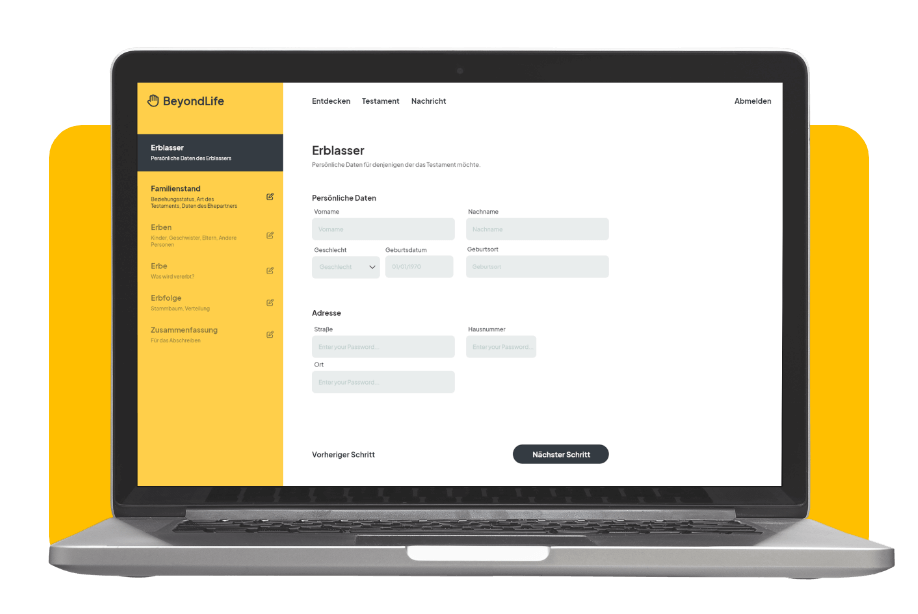 BeyondLife
Entdecken Testament Nachricht
Abmelden
Erblasser
Persönliche Daten des Erblassers
Familienstand
Beziehungsstatus, Art des
Testaments, Daten des Ehepartners
Erben
Kinder, Geschwister, Eltern, Andere
Personen
Erbe
Was wird vererbt?
Erbfolge
Stammbaum, Verteilung
Zusammenfassung
Für das Abschreiben
Erblasser
Persönliche Daten für denjenigen der das Testament möchte.
Persönliche Daten
Vorname Nachname
Vorname Nachname
Geschlecht Geburtsdatum Geburtsort
Geschlecht 06/01/1975 Geburtsort
Adresse
Straße Hausnummer
Enter your Password... Enter your Password...
Ort
Enter your Password...
Vorheriger Schritt Nächster Schritt